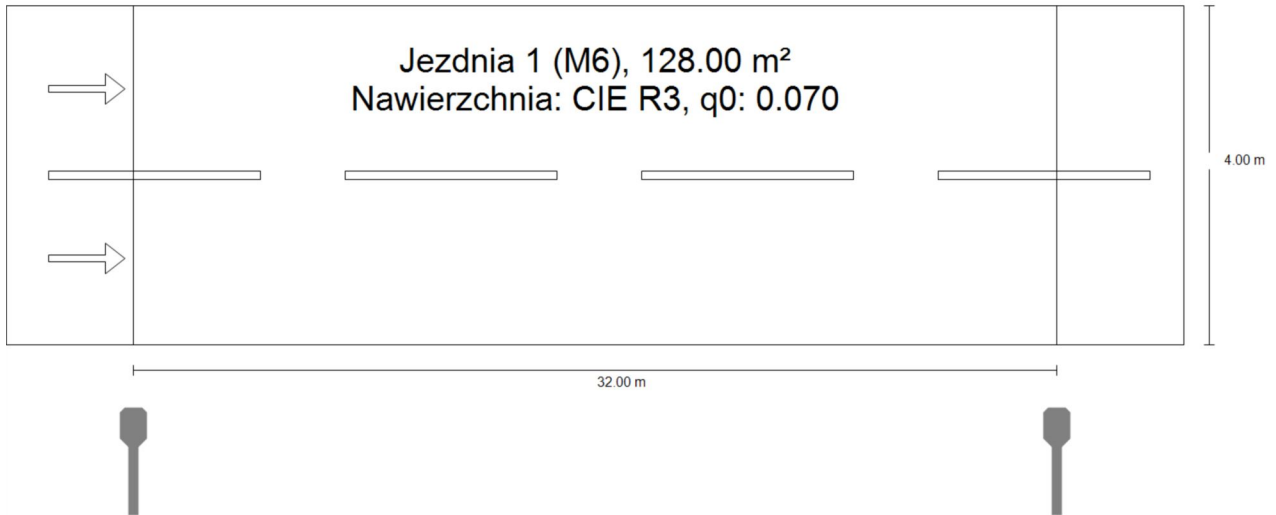 Jezdnia 1 (M6), 128.00 m²
Nawierzchnia: CIE R3, q0: 0.070
4.00 m
32.00 m